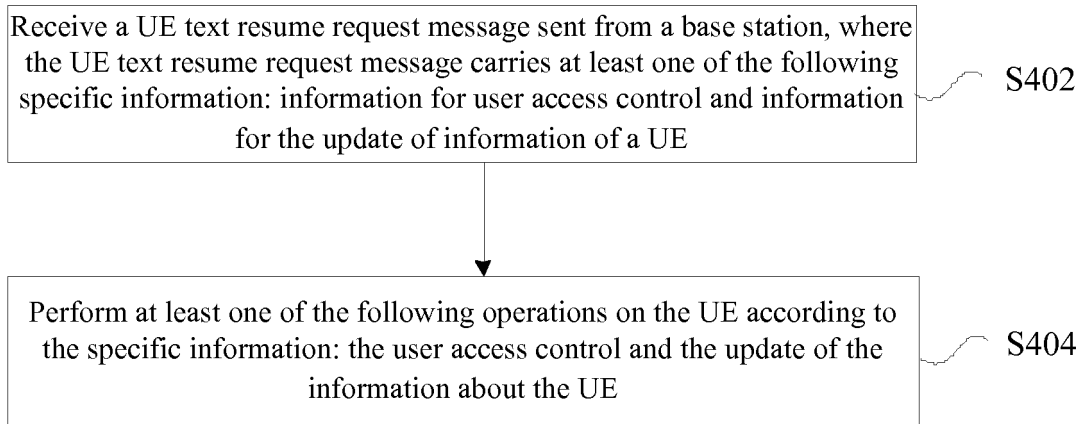 Receive a UE text resume request message sent from a base station, where
the UE text resume request message carries at least one of the following
specific information: information for user access control and information
for the update of information of a UE
S402
Perform at least one of the following operations on the UE according to
the specific information: the user access control and the update of the
information about the UE
S404